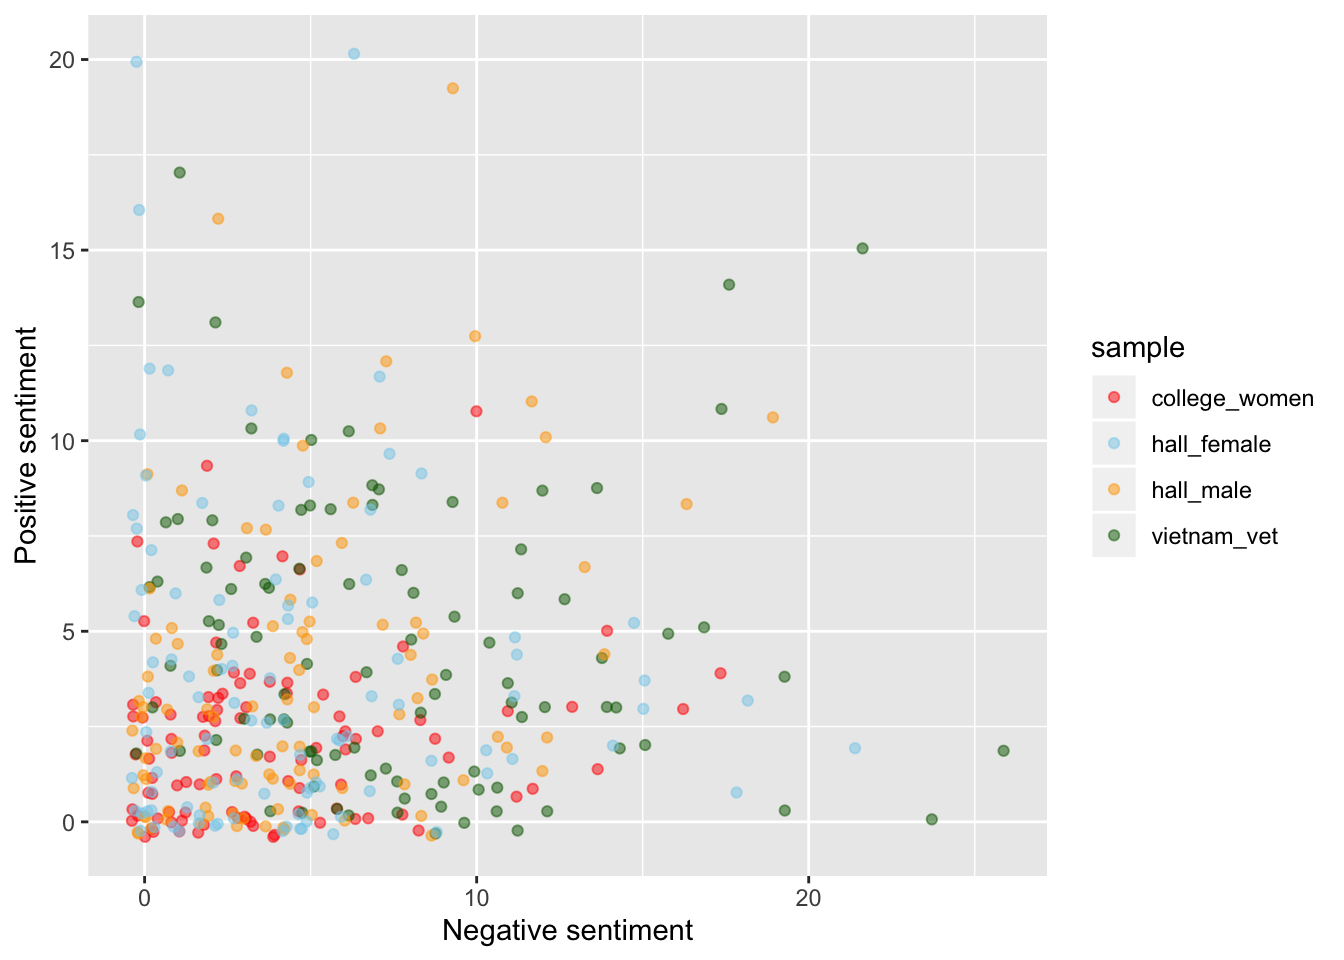 20
15
10
5
0
0
10
20
Positive sentiment
Negative sentiment
sample
college_women
hall_female
hall_male
vietnam_vet